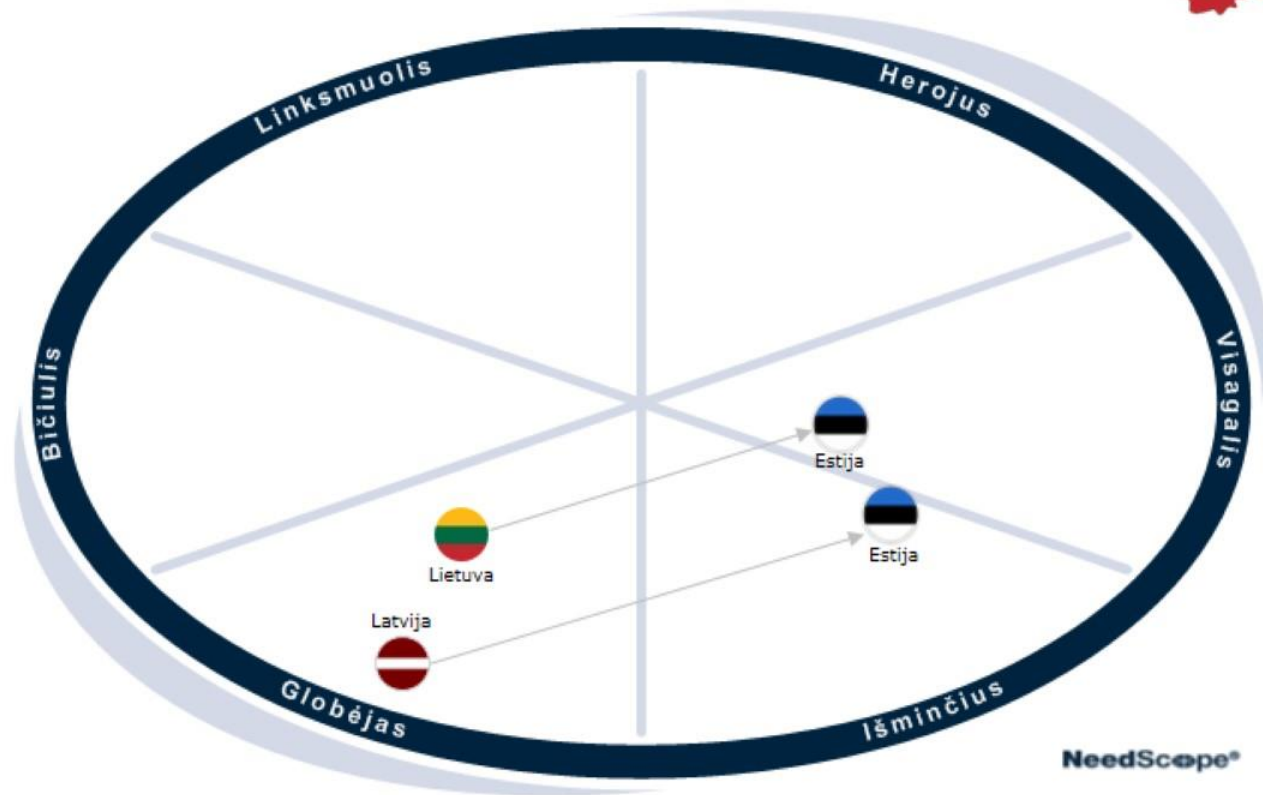 Linksmuolis
Herojus
Bičiulis
Visagalis
Estija
Estija
Lietuva
Latvija
Globėjas
Išminčius
NeedScope®